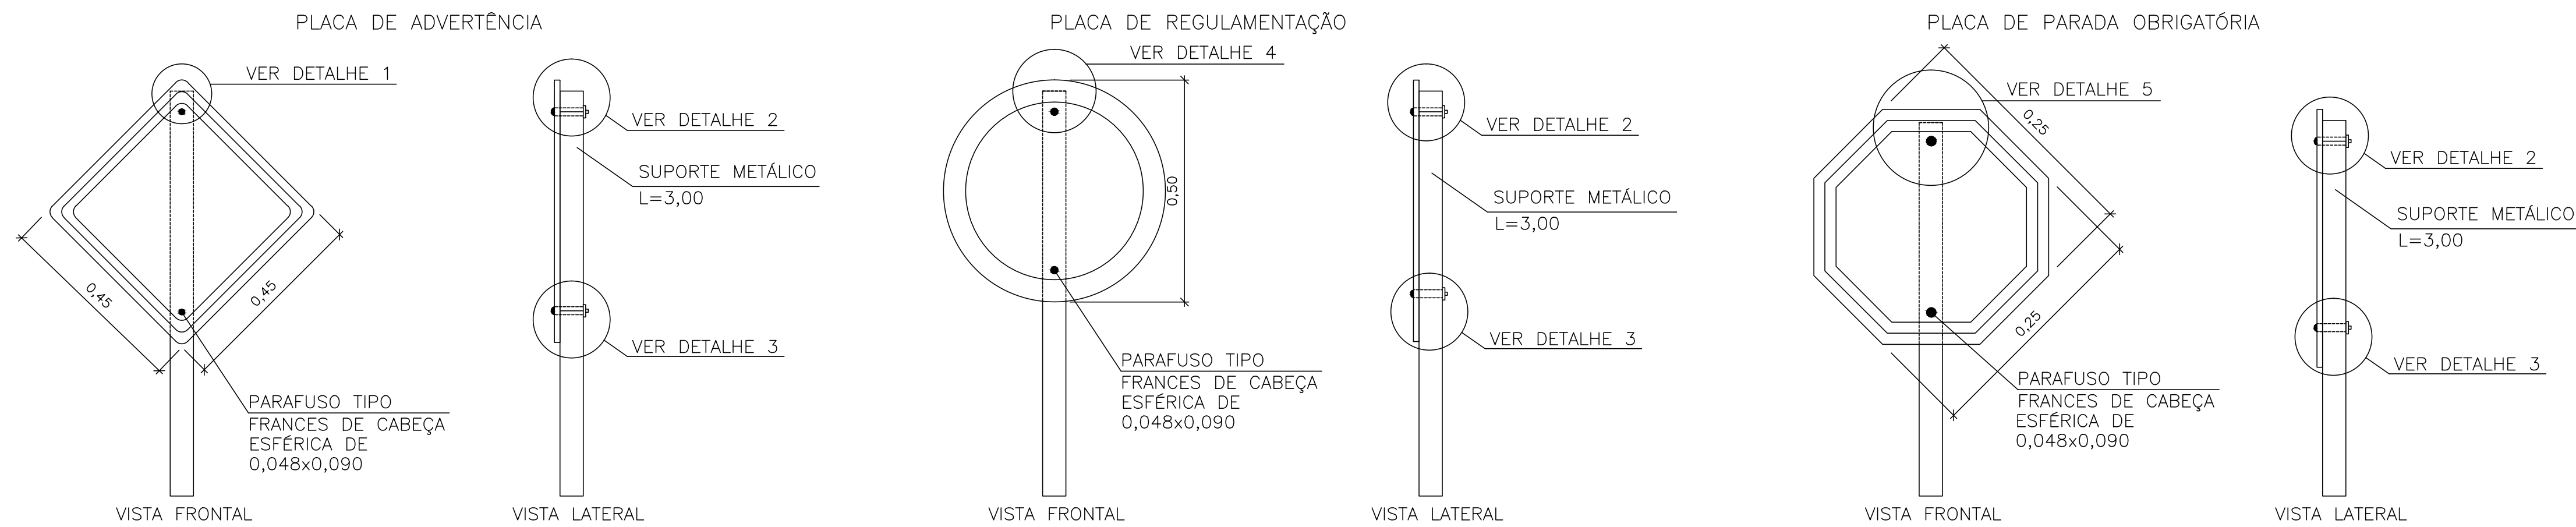 PLACA DE ADVERTÊNCIA
VER DETALHE 1
0,45
0,45
PARAFUSO TIPO
FRANCES DE CABEÇA
ESFÉRICA DE
0,048x0,090
VISTA FRONTAL
VER DETALHE 2
SUPORTE METÁLICO
L=3,00
VER DETALHE 3
VISTA LATERAL
PLACA DE REGULAMENTAÇÃO
VER DETALHE 4
0,50
PARAFUSO TIPO
FRANCES DE CABEÇA
ESFÉRICA DE
0,048x0,090
VISTA FRONTAL
VER DETALHE 2
SUPORTE METÁLICO
L=3,00
VER DETALHE 3
VISTA LATERAL
PLACA DE PARADA OBRIGATÓRIA
VER DETALHE 5
0,25
0,25
PARAFUSO TIPO
FRANCES DE CABEÇA
ESFÉRICA DE
0,048x0,090
VISTA FRONTAL
VER DETALHE 2
SUPORTE METÁLICO
L=3,00
VER DETALHE 3
VISTA LATERAL